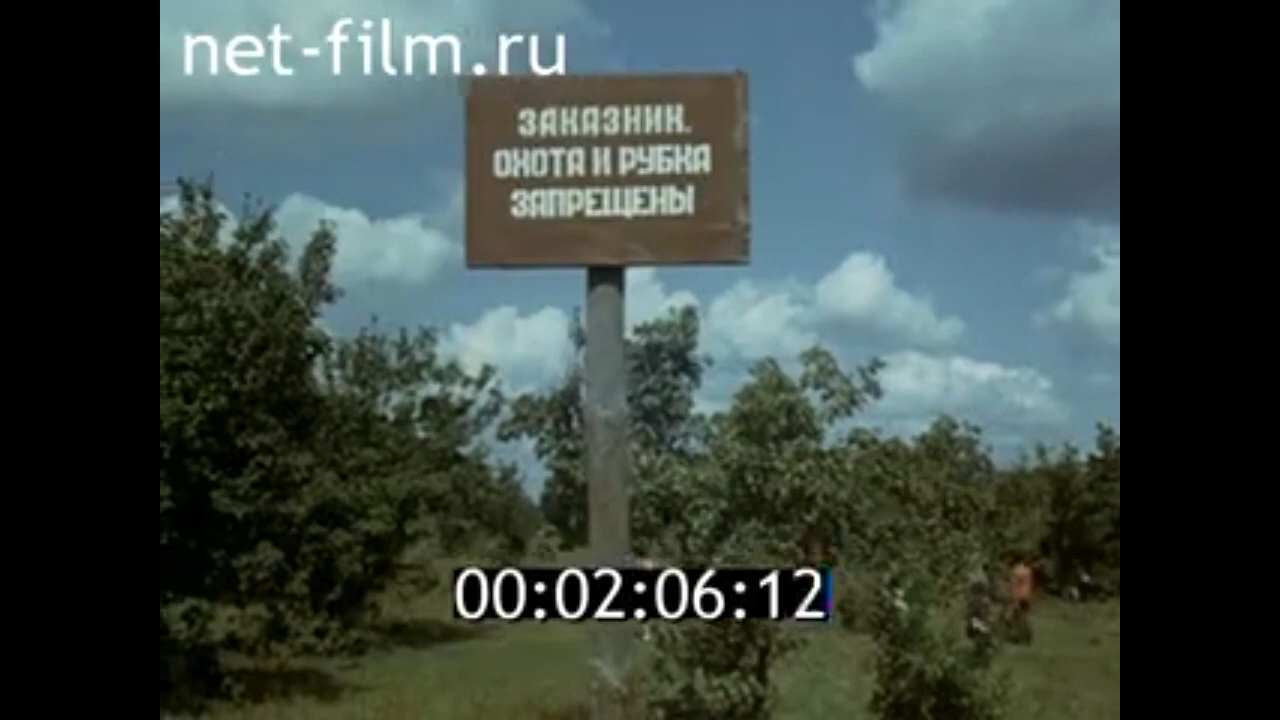 net-film.ru
ЗАКАЗНИК.
ОХОТА И РУБКА
ЗАПРЕЩЕНЫ
00:02:06:12